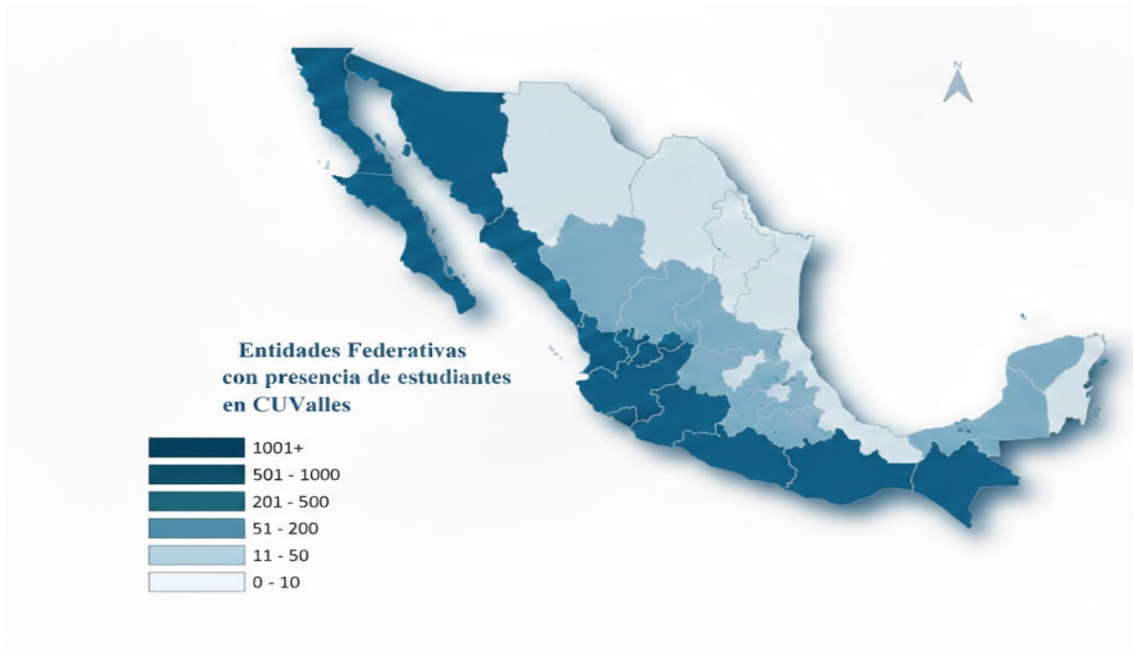 N
Entidades Federativas
con presencia de estudiantes
en CUValles
1001+
501 - 1000
201 - 500
51 - 200
11 - 50
0 - 10